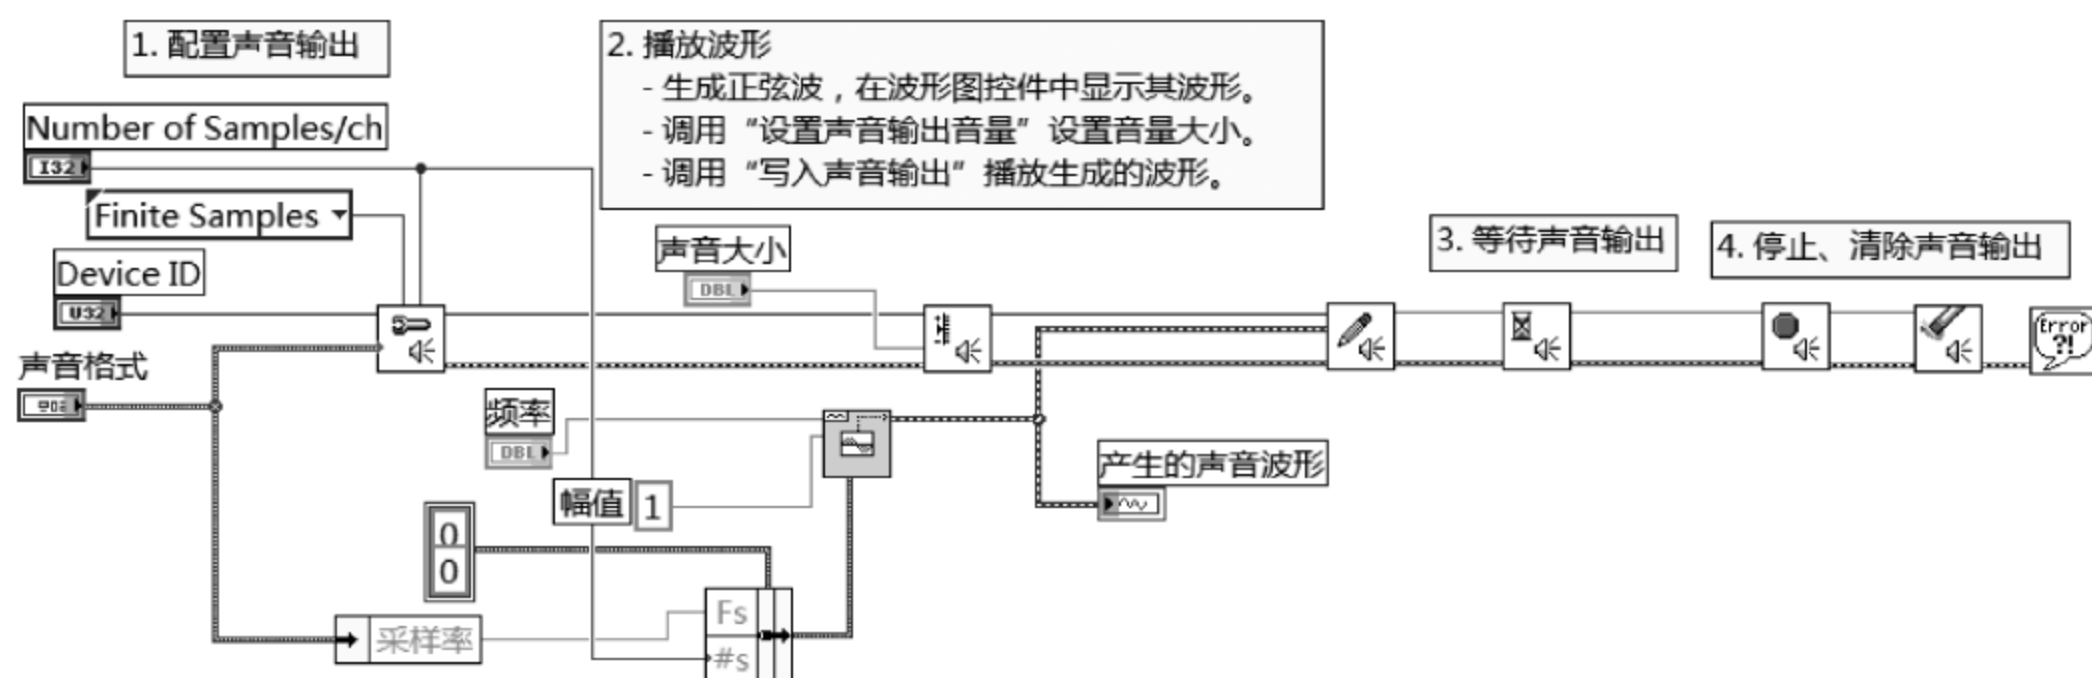 1. 配置声音输出
2. 播放波形
- 生成正弦波，在波形图控件中显示其波形。
- 调用“设置声音输出音量”设置音量大小。
- 调用“写入声音输出”播放生成的波形。
Number of Samples/ch
I32
Finite Samples
Device ID
U32
声音格式
声音大小
DBL
3. 等待声音输出
4. 停止、清除声音输出
Error
?!
频率
DBL
幅值 1
产生的声音波形
0
0
采样率
Fs
#s